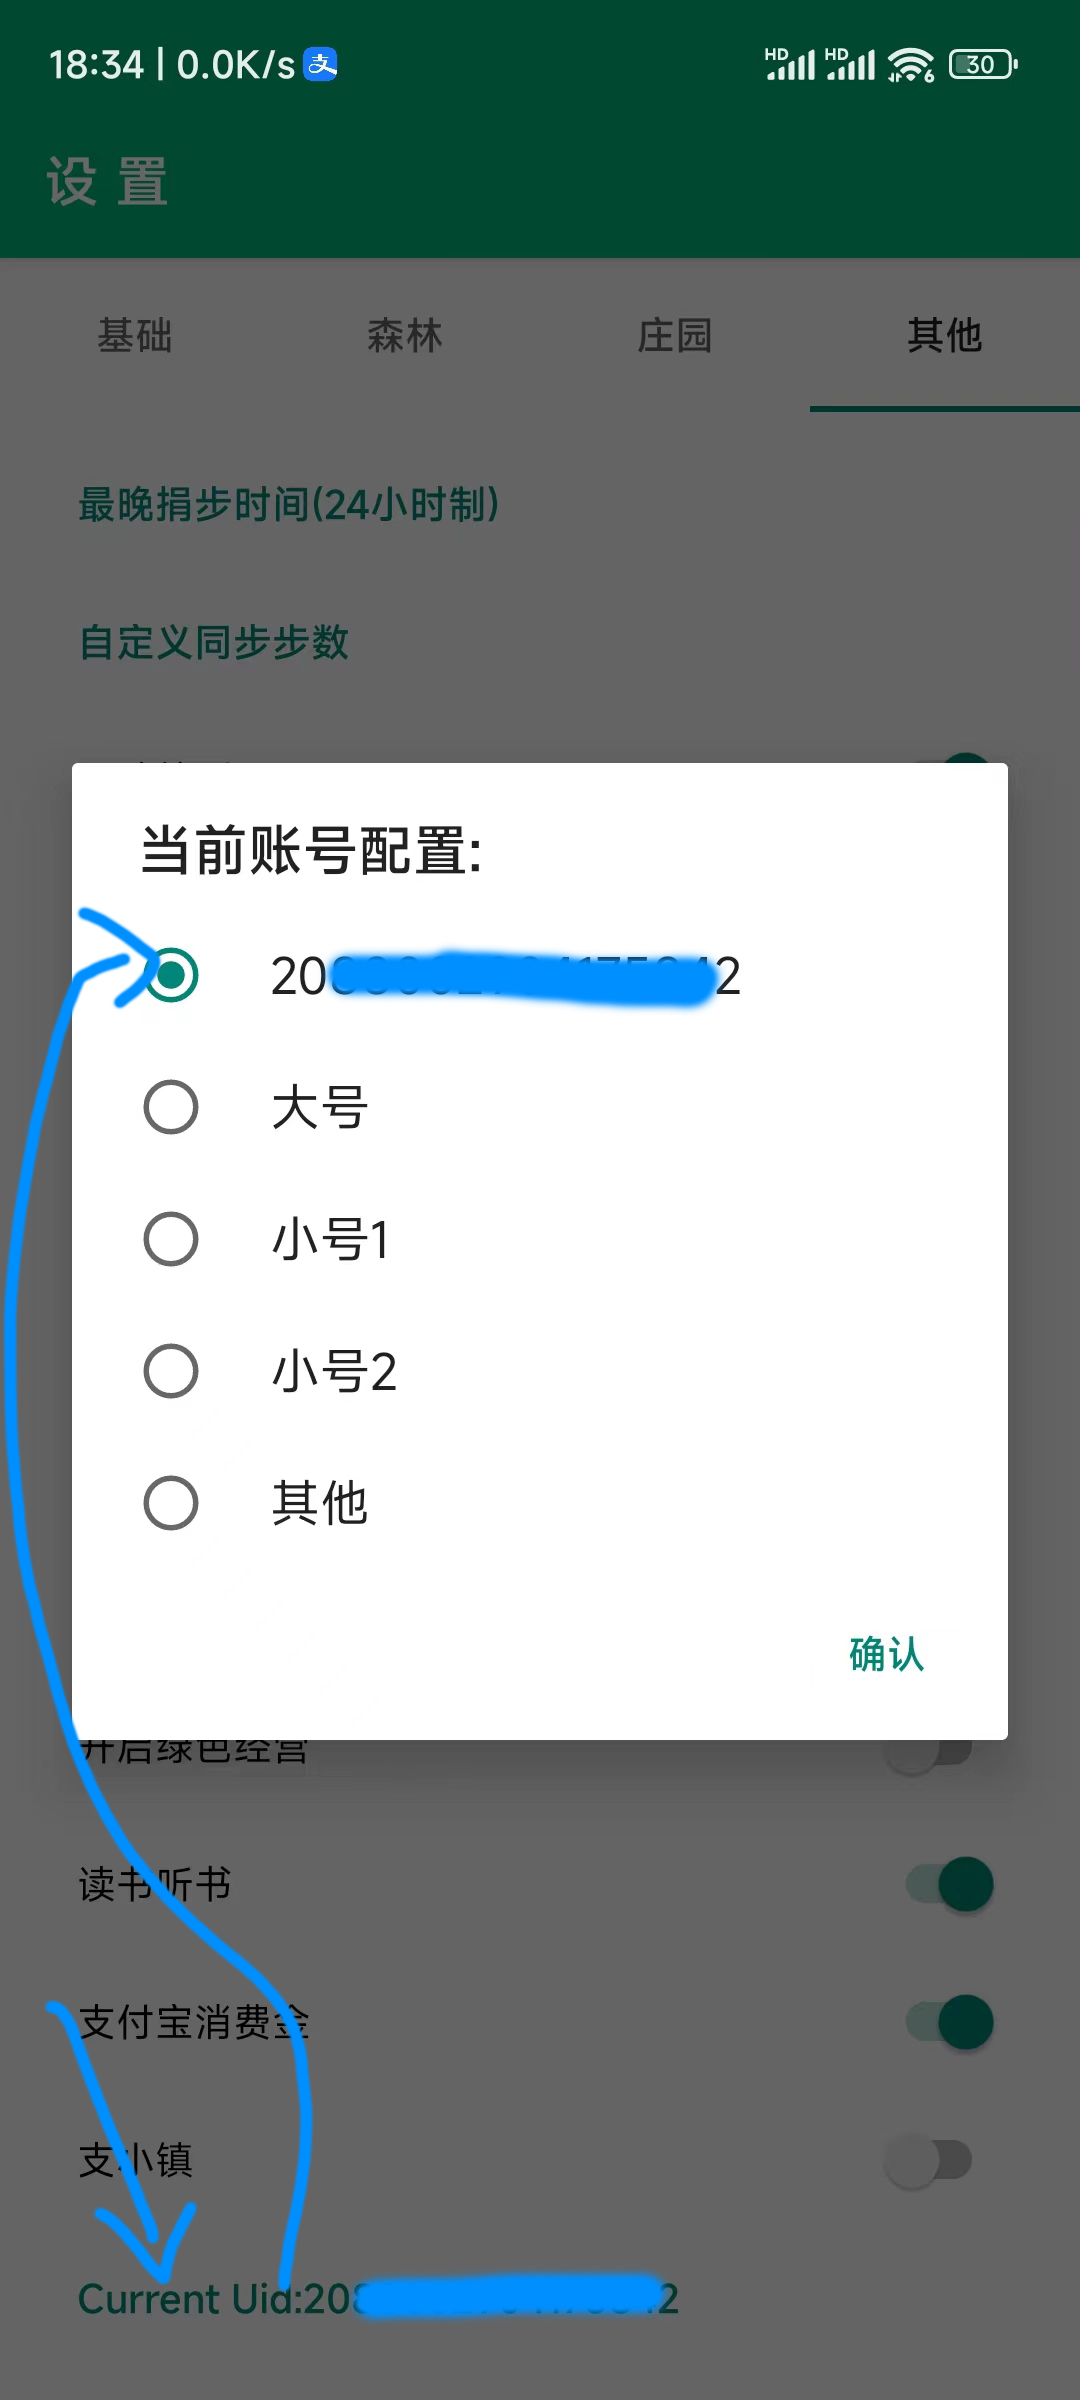 18:34 | 0.0K/s 支
HD HD 6 30
设 置
基础 森林 庄园 其他
最晚捐步时间(24小时制)
自定义同步步数
当前账号配置:
20 2
大号
小号1
小号2
其他
确认
开启绿色经营
读书听书
支付宝消费金
支小镇
Current Uid:20 2